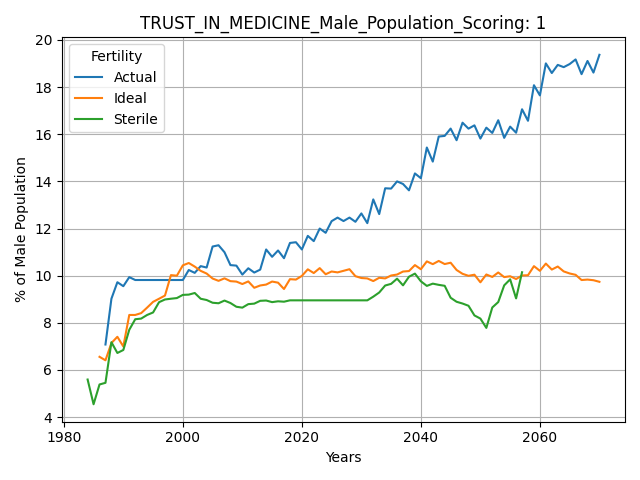 TRUST_IN_MEDICINE_Male_Population_Scoring: 1
% of Male Population
20
18
16
14
12
10
8
6
4
Fertility
Actual
Ideal
Sterile
1980
2000
2020
2040
2060
Years